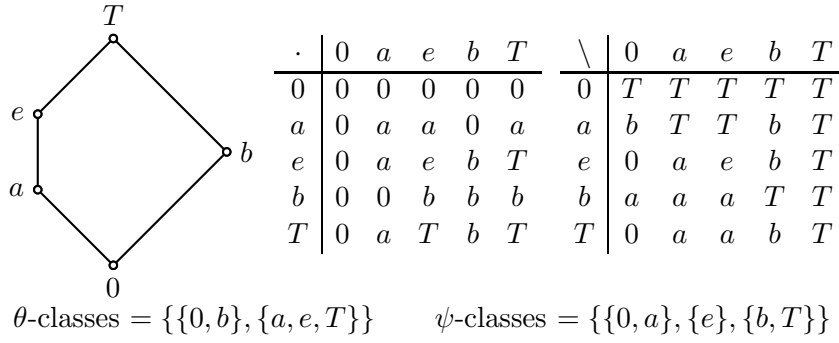 T
e
b
a
0
· 0 a e b T
0 0 0 0 0 0
a 0 a a 0 a
e 0 a e b T
b 0 0 b b b
T 0 a T b T
\ 0 a e b T
0 T T T T T
a b T T b T
e 0 a e b T
b a a a T T
T 0 a a b T
θ-classes = {{0, b}, {a, e, T}}
ψ-classes = {{0, a}, {e}, {b, T}}